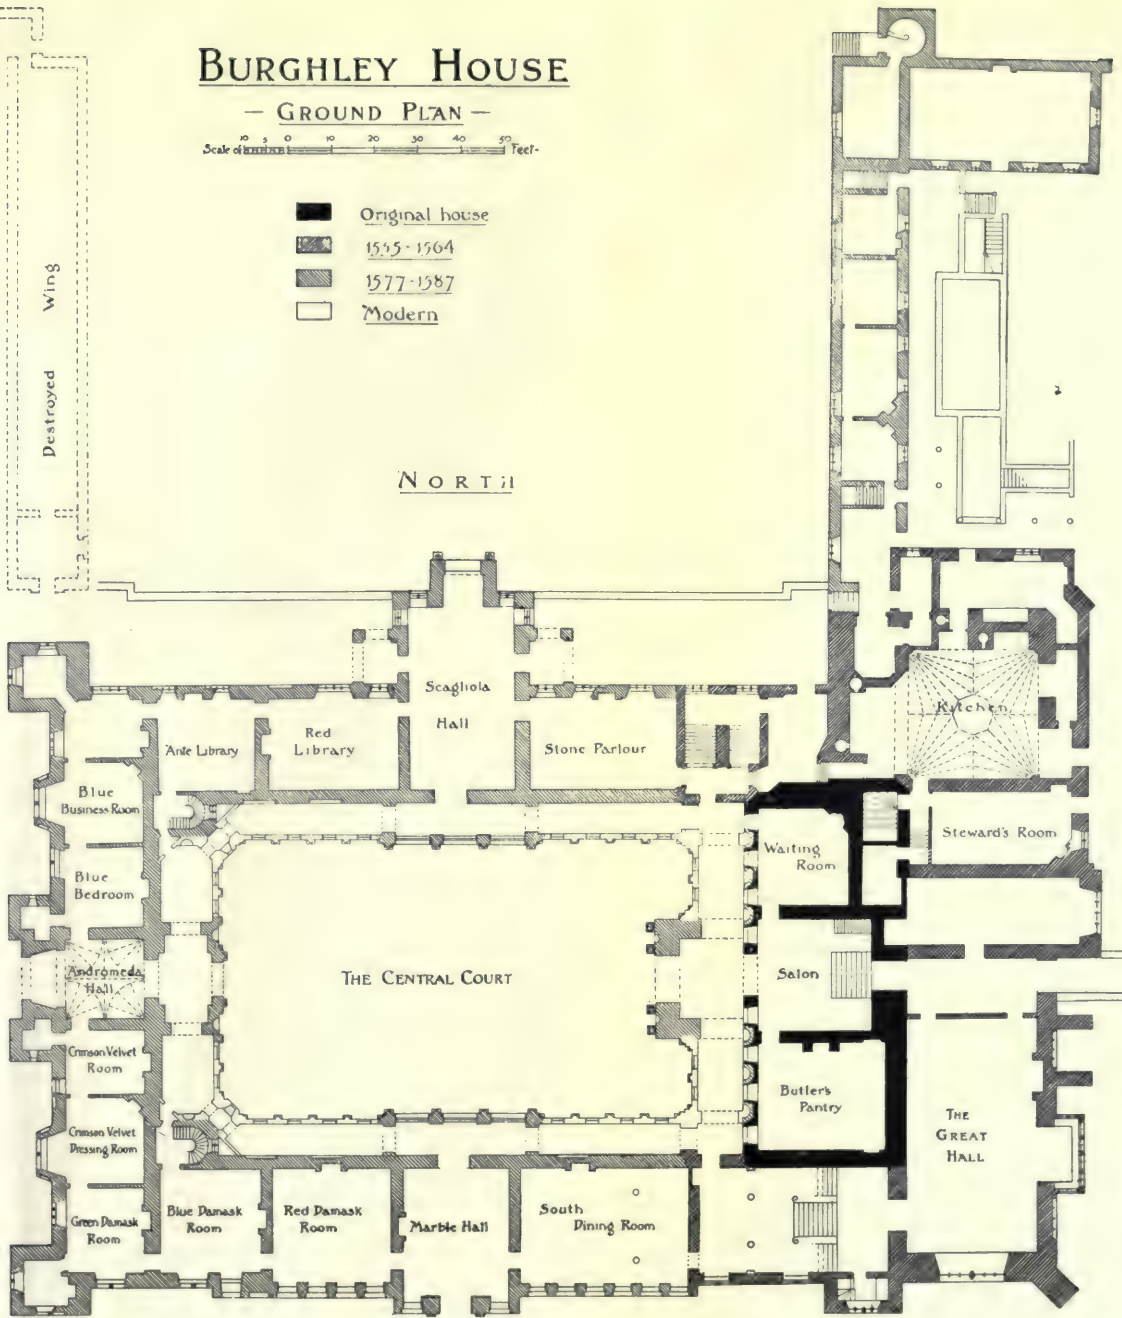 BURGHLEY HOUSE
— GROUND PLAN —
Scale of 10 5 0 10 20 30 40 50 Feet-
Original house
1555-1564
1577-1587
Modern
Destroyed Wing
NORTH
Scagliola
Hall
Ante Library
Red
Library
Stone Parlour
Kitchen
Blue
Business Room
Steward's Room
Waiting
Room
Blue
Bedroom
Andromeda
Hall
THE CENTRAL COURT
Salon
Crimson Velvet
Room
Butler's
Pantry
Crimson Velvet
Dressing Room
THE
GREAT
HALL
Green Damask
Room
Blue Damask
Room
Red Damask
Room
Marble Hall
South
Dining Room